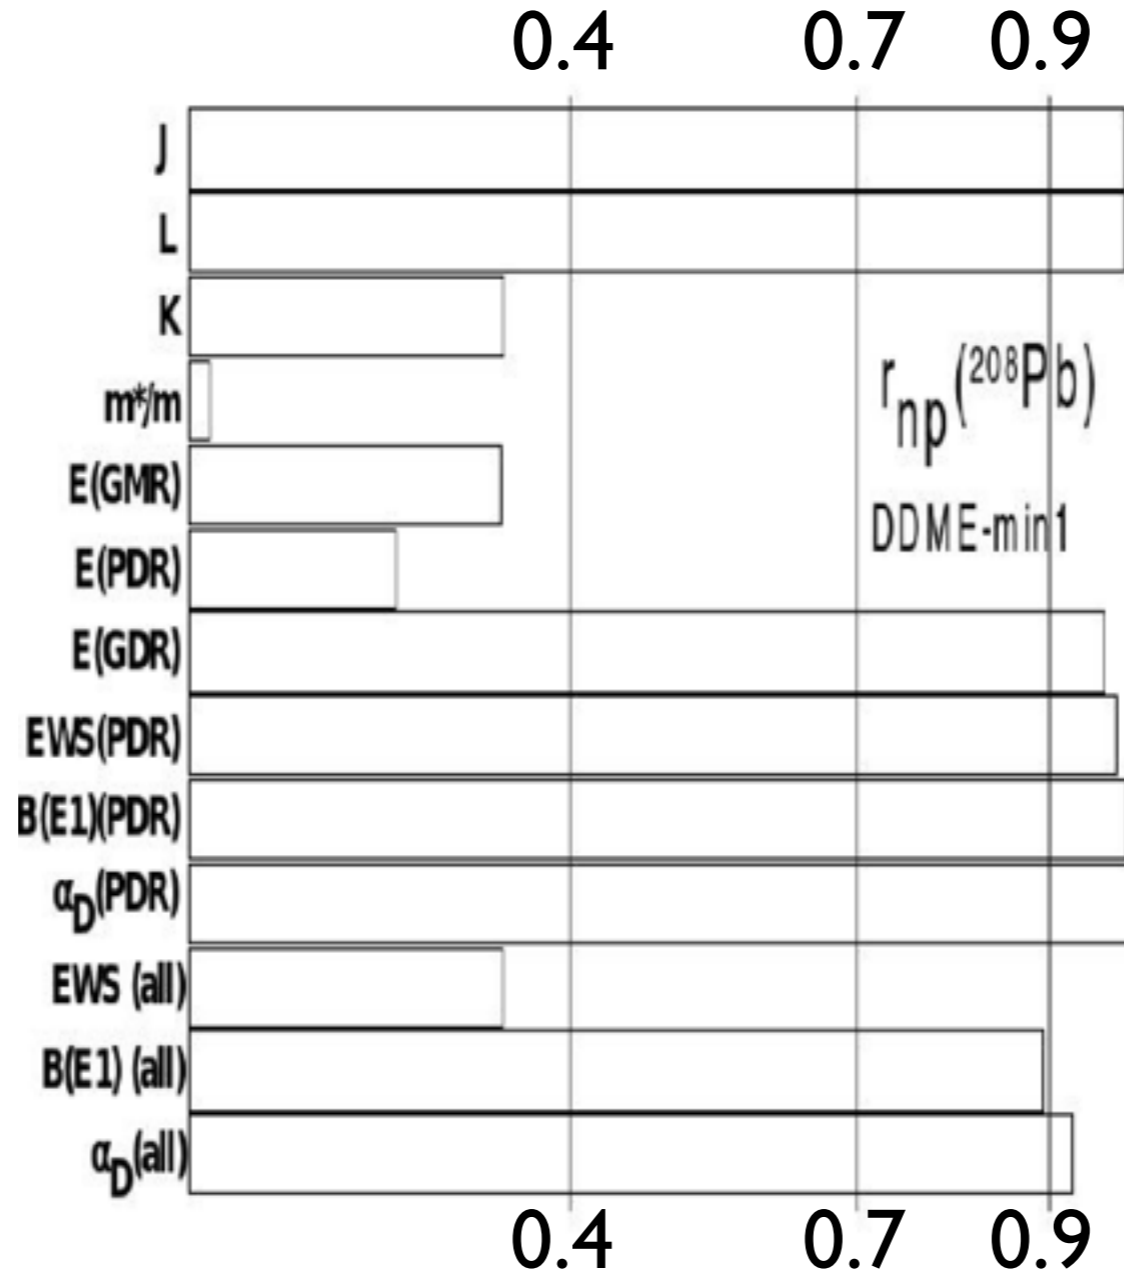 0.4 0.7 0.9
J
L
K
m*/m
E(GMR)
E(PDR)
E(GDR)
EWS(PDR)
B(E1)(PDR)
αD(PDR)
EWS (all)
B(E1) (all)
αD(all)
rnp(208Pb)
DDME-min1
0.4 0.7 0.9